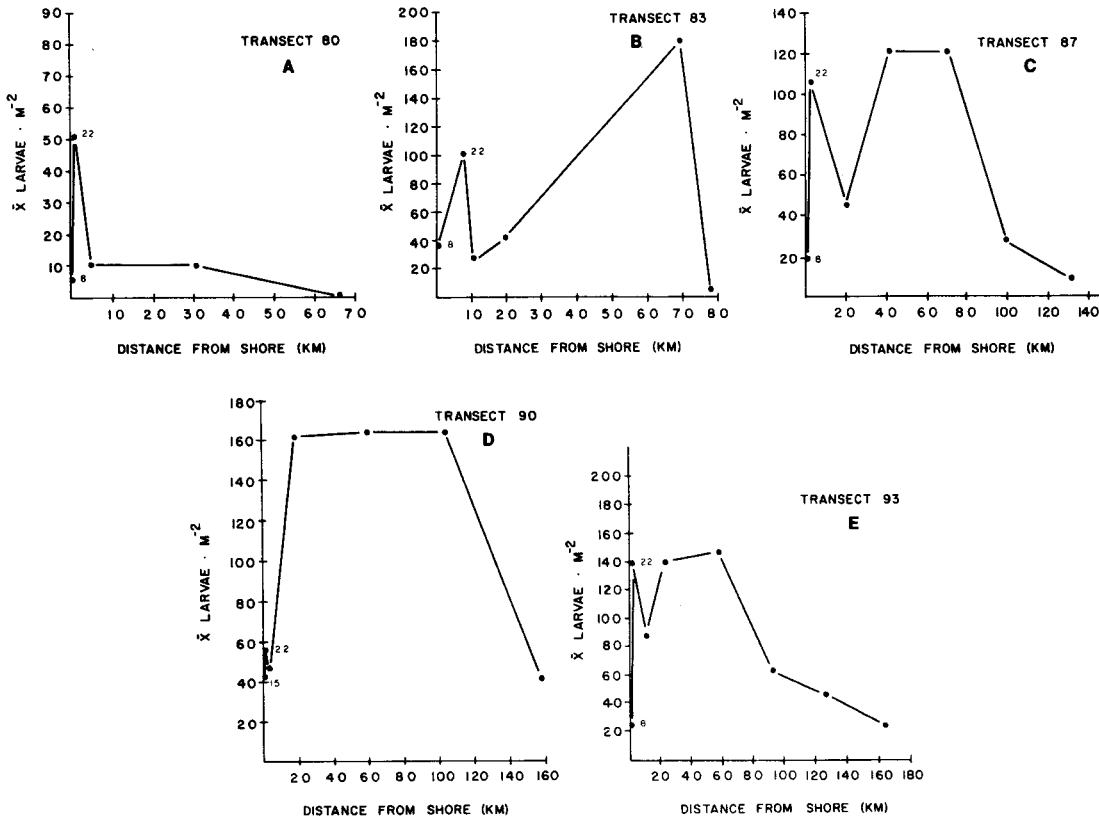 TRANSECT 80
A
X̄ LARVAE · M⁻²
90
80
70
60
50
40
30
20
10
22
8
10 20 30 40 50 60 70
DISTANCE FROM SHORE (KM)
TRANSECT 83
B
X̄ LARVAE · M⁻²
200
180
160
140
120
100
80
60
40
20
22
8
10 20 30 40 50 60 70 80
DISTANCE FROM SHORE (KM)
TRANSECT 87
C
X̄ LARVAE · M⁻²
140
120
100
80
60
40
20
22
8
20 40 60 80 100 120 140
DISTANCE FROM SHORE (KM)
TRANSECT 90
D
X̄ LARVAE · M⁻²
180
160
140
120
100
80
60
40
20
22
15
20 40 60 80 100 120 140 160
DISTANCE FROM SHORE (KM)
TRANSECT 93
E
X̄ LARVAE · M⁻²
200
180
160
140
120
100
80
60
40
20
22
8
20 40 60 80 100 120 140 160 180
DISTANCE FROM SHORE (KM)